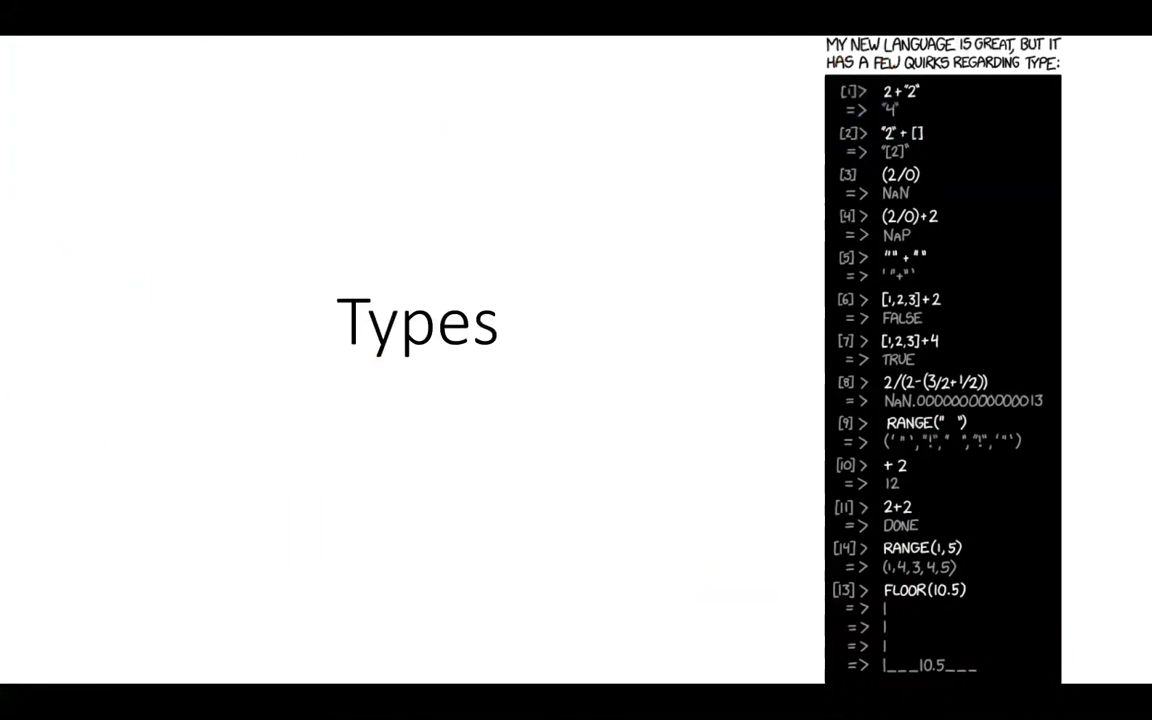 Types
MY NEW LANGUAGE IS GREAT, BUT IT
HAS A FEW QUIRKS REGARDING TYPE:
[1]> 2+"2"
=> "4"
[2]> "2" + []
=> "[2]"
[3] (2/0)
=> NAN
[4]> (2/0)+2
=> NAP
[5]> "" + ""
=> ' "+" '
[6]> [1,2,3]+2
=> FALSE
[7]> [1,2,3]+4
=> TRUE
[8]> 2/(2-(3/2+1/2))
=> NAN.0000000000000013
[9]> RANGE(" ")
=> (' " ',"!"," ","!",' " ')
[10]> + 2
=> 12
[11]> 2+2
=> DONE
[14]> RANGE(1,5)
=> (1,4,3,4,5)
[13]> FLOOR(10.5)
=> |
=> |
=> |
=> |___10.5___